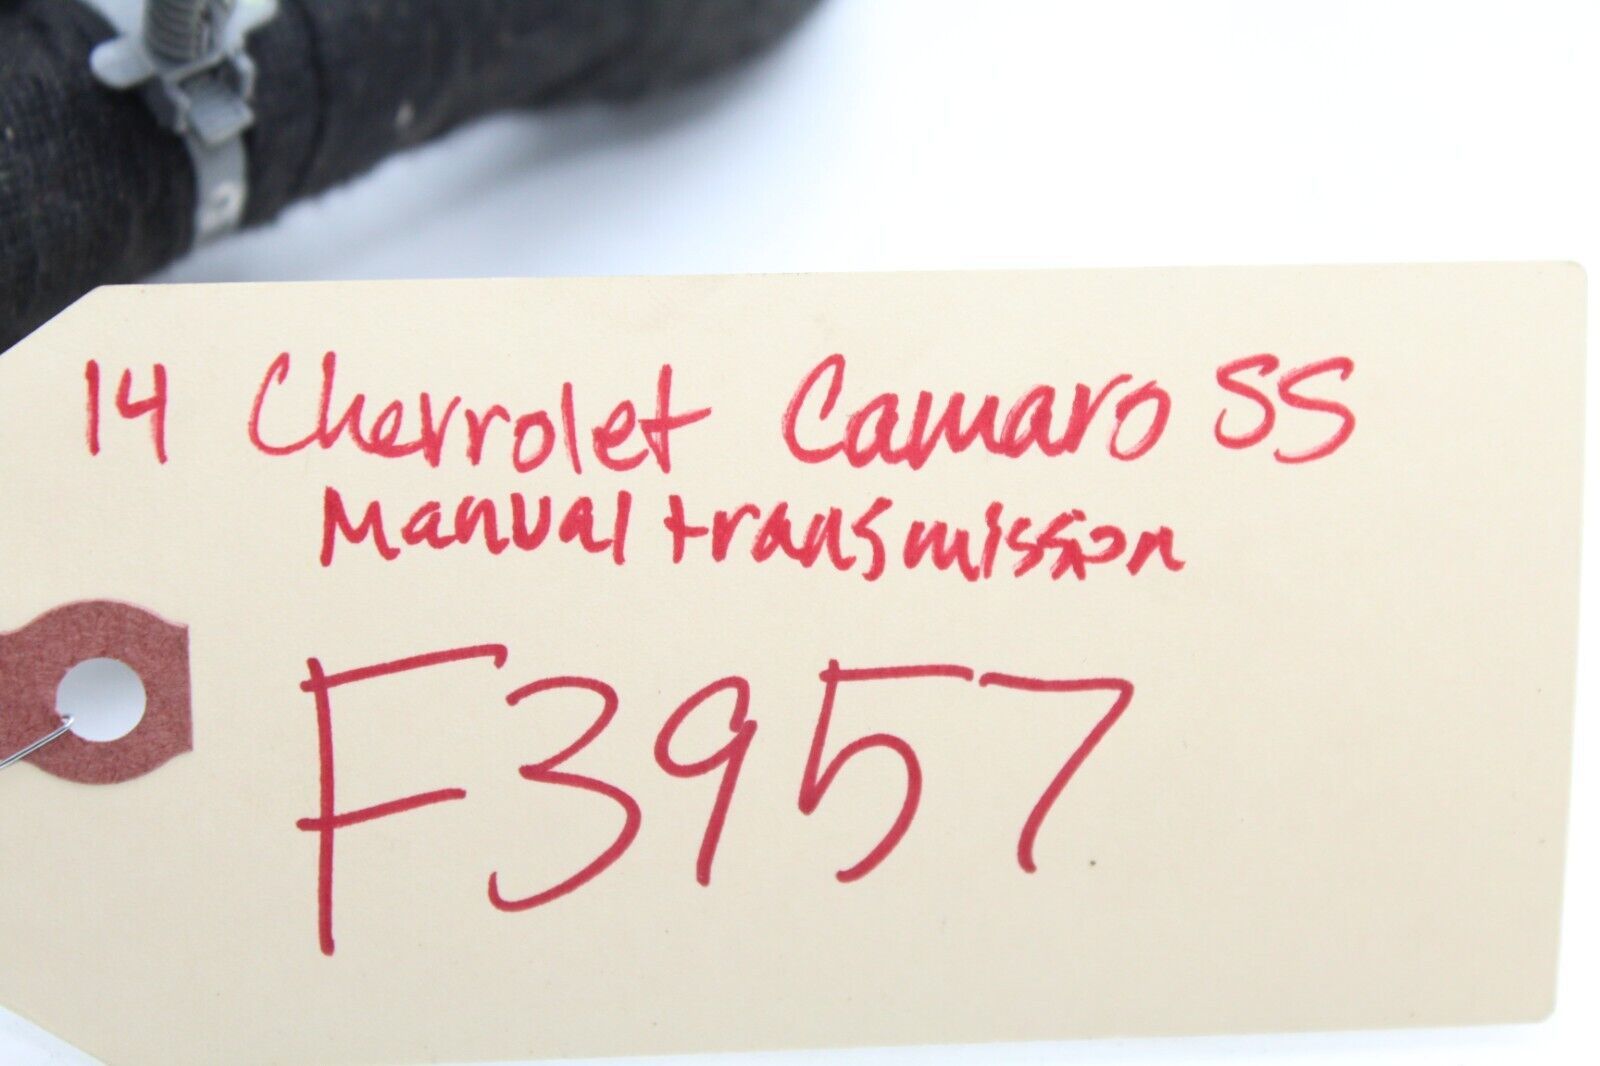 14 Chevrolet Camaro SS
Manual transmission
F3957